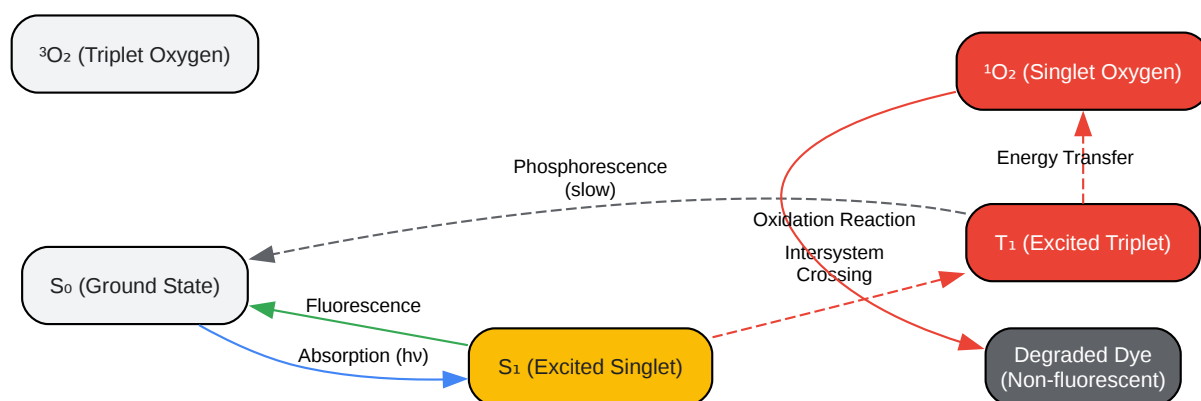 ³O₂ (Triplet Oxygen)
¹O₂ (Singlet Oxygen)
Energy Transfer
Phosphorescence
(slow)
Oxidation Reaction
Intersystem
Crossing
T₁ (Excited Triplet)
S₀ (Ground State)
Fluorescence
Absorption (hν)
S₁ (Excited Singlet)
Degraded Dye
(Non-fluorescent)